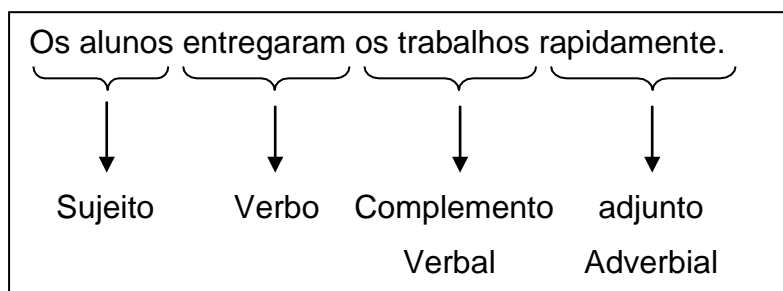 Os alunos entregaram os trabalhos rapidamente.
Sujeito Verbo Complemento adjunto
Verbal Adverbial